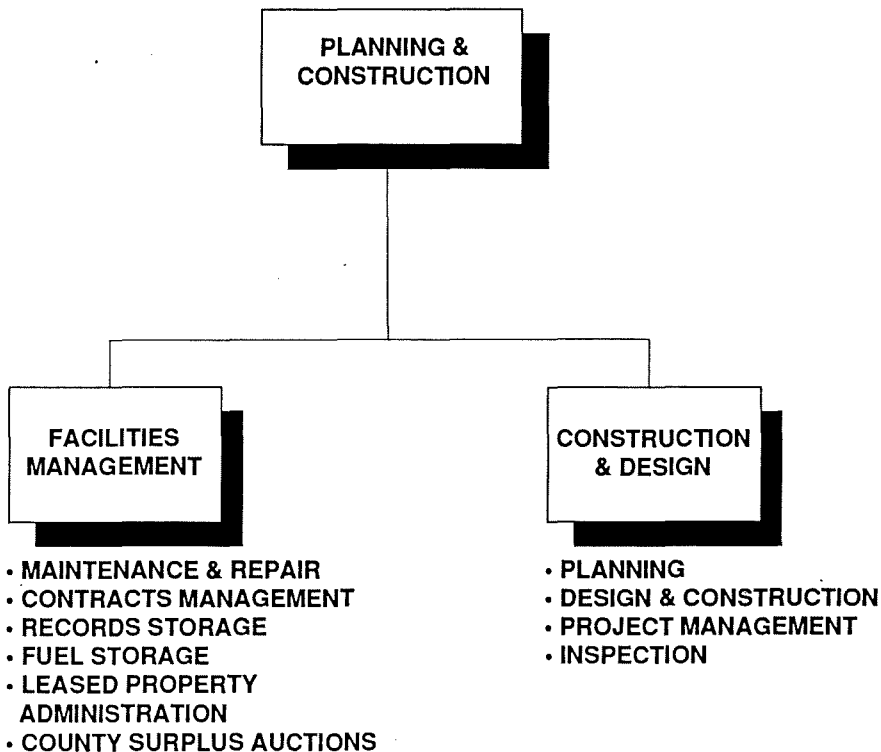 PLANNING &
CONSTRUCTION
FACILITIES
MANAGEMENT
• MAINTENANCE & REPAIR
• CONTRACTS MANAGEMENT
• RECORDS STORAGE
• FUEL STORAGE
• LEASED PROPERTY
ADMINISTRATION
• COUNTY SURPLUS AUCTIONS
CONSTRUCTION
& DESIGN
• PLANNING
• DESIGN & CONSTRUCTION
• PROJECT MANAGEMENT
• INSPECTION